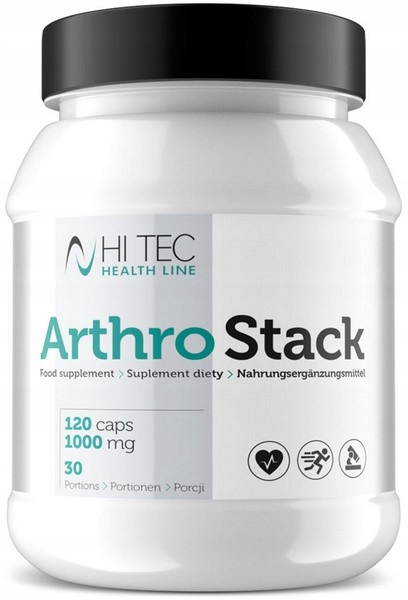 HI TEC
HEALTH LINE
Arthro Stack
Food supplement > Suplement diety > Nahrungsergänzungsmittel
120 caps
1000 mg
30
Portions > Portionen > Porcji